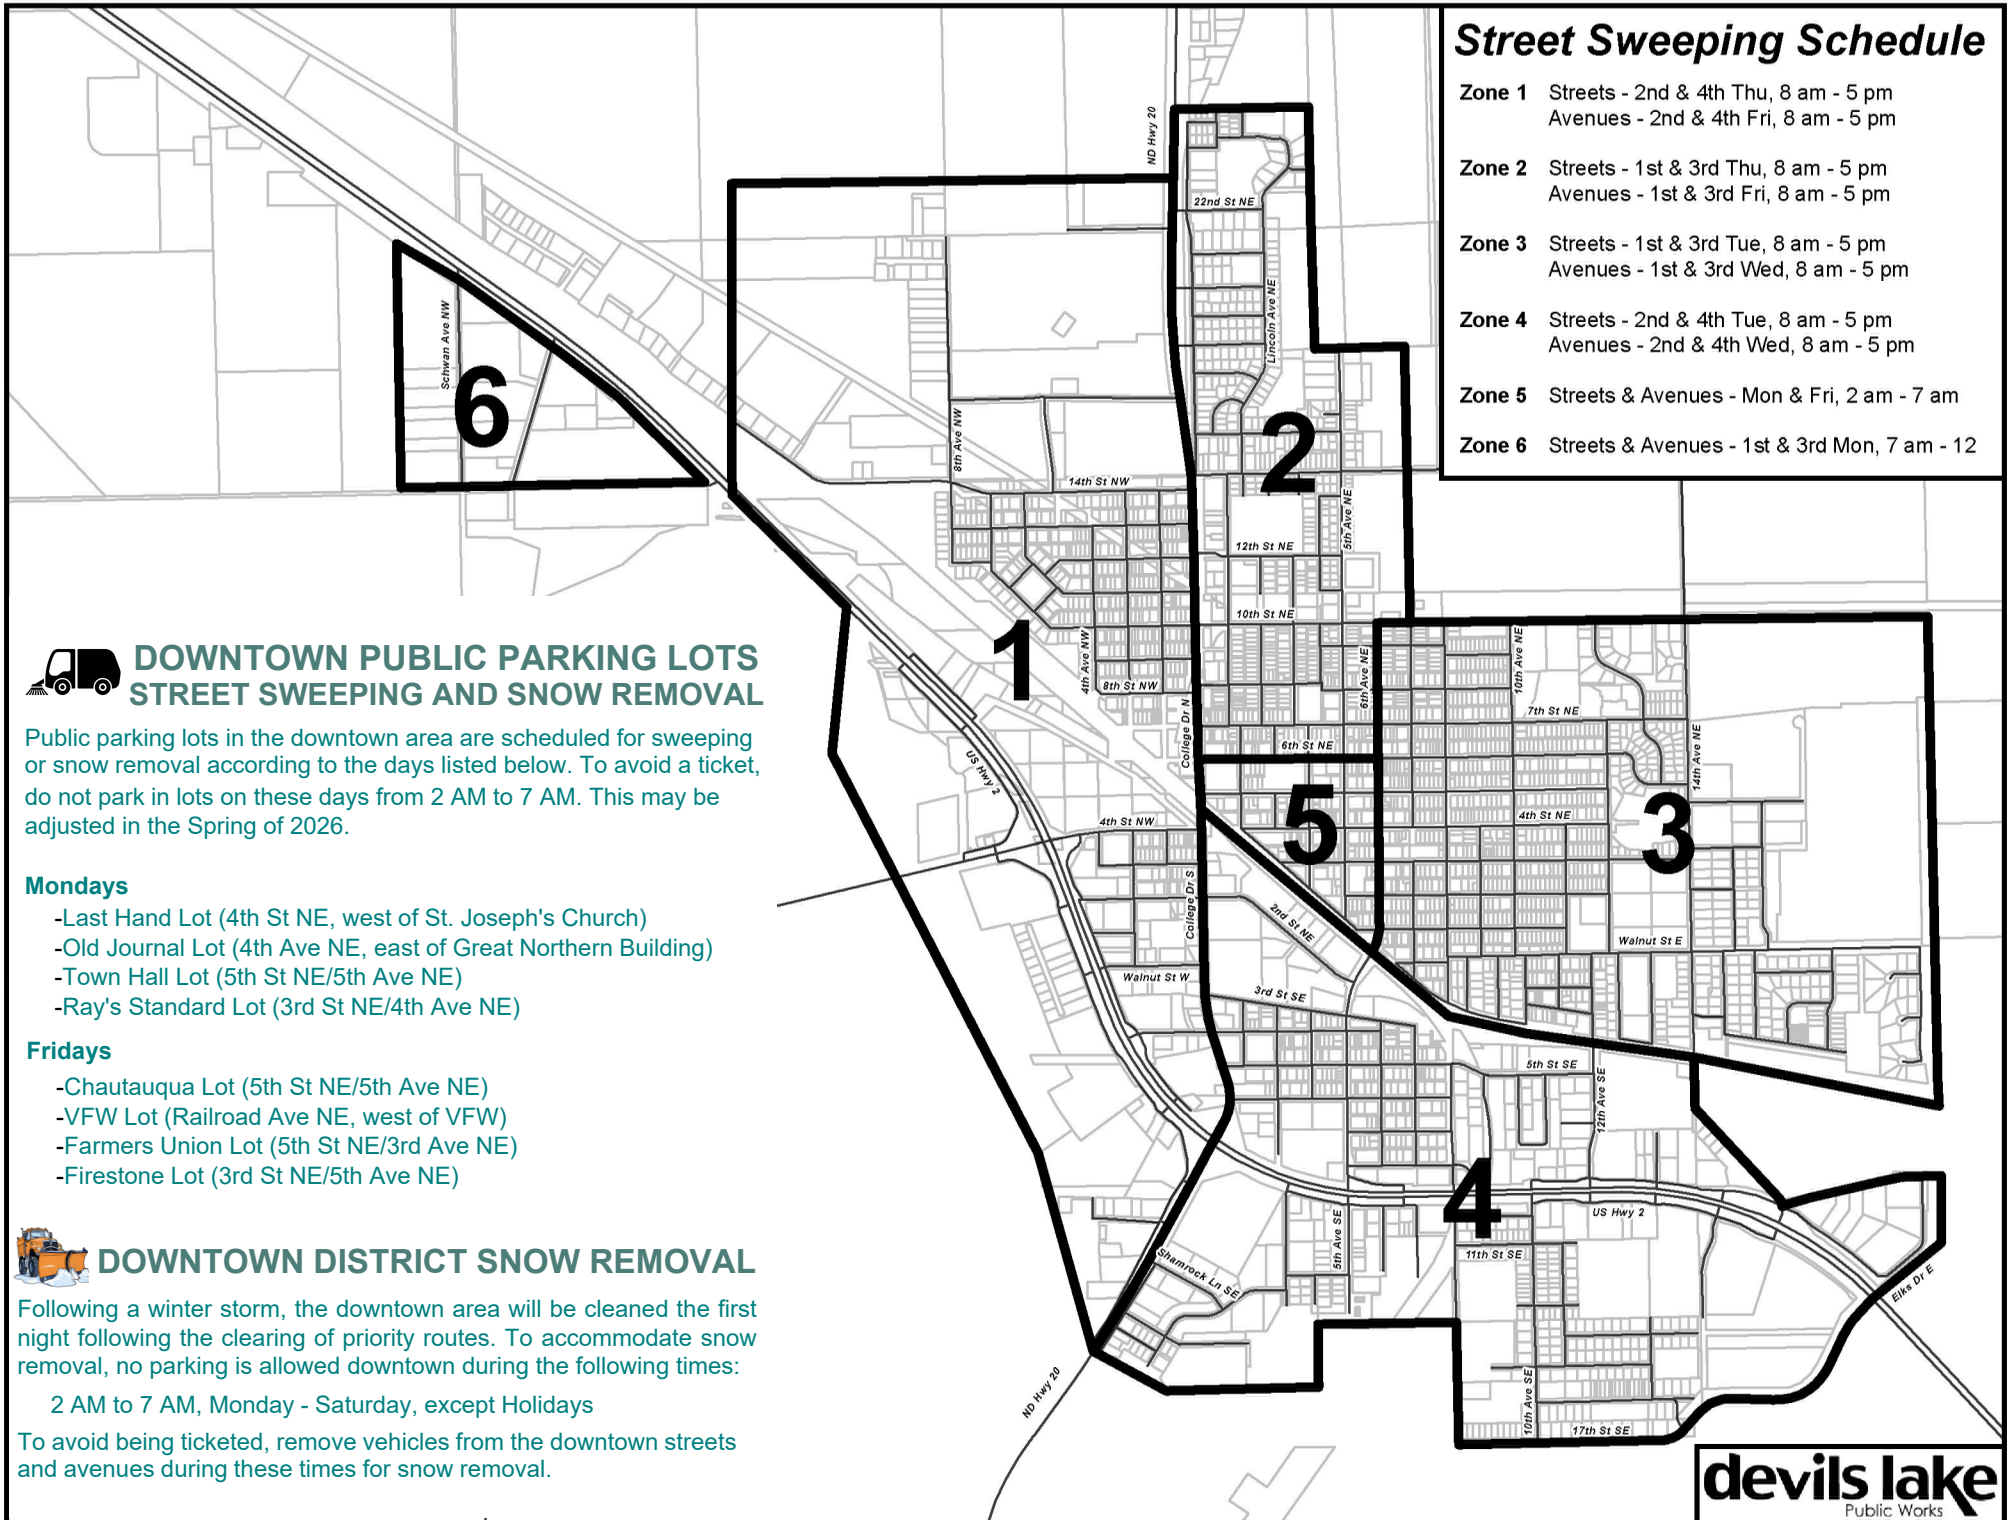 Street Sweeping Schedule
Zone 1 Streets - 2nd & 4th Thu, 8 am - 5 pm
Avenues - 2nd & 4th Fri, 8 am - 5 pm
Zone 2 Streets - 1st & 3rd Thu, 8 am - 5 pm
Avenues - 1st & 3rd Fri, 8 am - 5 pm
Zone 3 Streets - 1st & 3rd Tue, 8 am - 5 pm
Avenues - 1st & 3rd Wed, 8 am - 5 pm
Zone 4 Streets - 2nd & 4th Tue, 8 am - 5 pm
Avenues - 2nd & 4th Wed, 8 am - 5 pm
Zone 5 Streets & Avenues - Mon & Fri, 2 am - 7 am
Zone 6 Streets & Avenues - 1st & 3rd Mon, 7 am - 12
ND Hwy 20
22nd St NE
Lincoln Ave NE
Schwan Ave NW
6
8th Ave NW
2
14th St NW
5th Ave NE
12th St NE
10th St NE
1
4th Ave NW
8th St NW
6th Ave NE
10th Ave NE
7th St NE
College Dr N
6th St NE
14th Ave NE
US Hwy 2
5
3
4th St NW
4th St NE
College Dr S
2nd St NE
Walnut St E
Walnut St W
3rd St SE
5th St SE
12th Ave SE
4
US Hwy 2
5th Ave SE
11th St SE
Shamrock Ln SE
Elks Dr E
ND Hwy 20
10th Ave SE
17th St SE
DOWNTOWN PUBLIC PARKING LOTS
STREET SWEEPING AND SNOW REMOVAL
Public parking lots in the downtown area are scheduled for sweeping
or snow removal according to the days listed below. To avoid a ticket,
do not park in lots on these days from 2 AM to 7 AM. This may be
adjusted in the Spring of 2026.
Mondays
-Last Hand Lot (4th St NE, west of St. Joseph's Church)
-Old Journal Lot (4th Ave NE, east of Great Northern Building)
-Town Hall Lot (5th St NE/5th Ave NE)
-Ray's Standard Lot (3rd St NE/4th Ave NE)
Fridays
-Chautauqua Lot (5th St NE/5th Ave NE)
-VFW Lot (Railroad Ave NE, west of VFW)
-Farmers Union Lot (5th St NE/3rd Ave NE)
-Firestone Lot (3rd St NE/5th Ave NE)
DOWNTOWN DISTRICT SNOW REMOVAL
Following a winter storm, the downtown area will be cleaned the first
night following the clearing of priority routes. To accommodate snow
removal, no parking is allowed downtown during the following times:
2 AM to 7 AM, Monday - Saturday, except Holidays
To avoid being ticketed, remove vehicles from the downtown streets
and avenues during these times for snow removal.
devils lake
Public Works